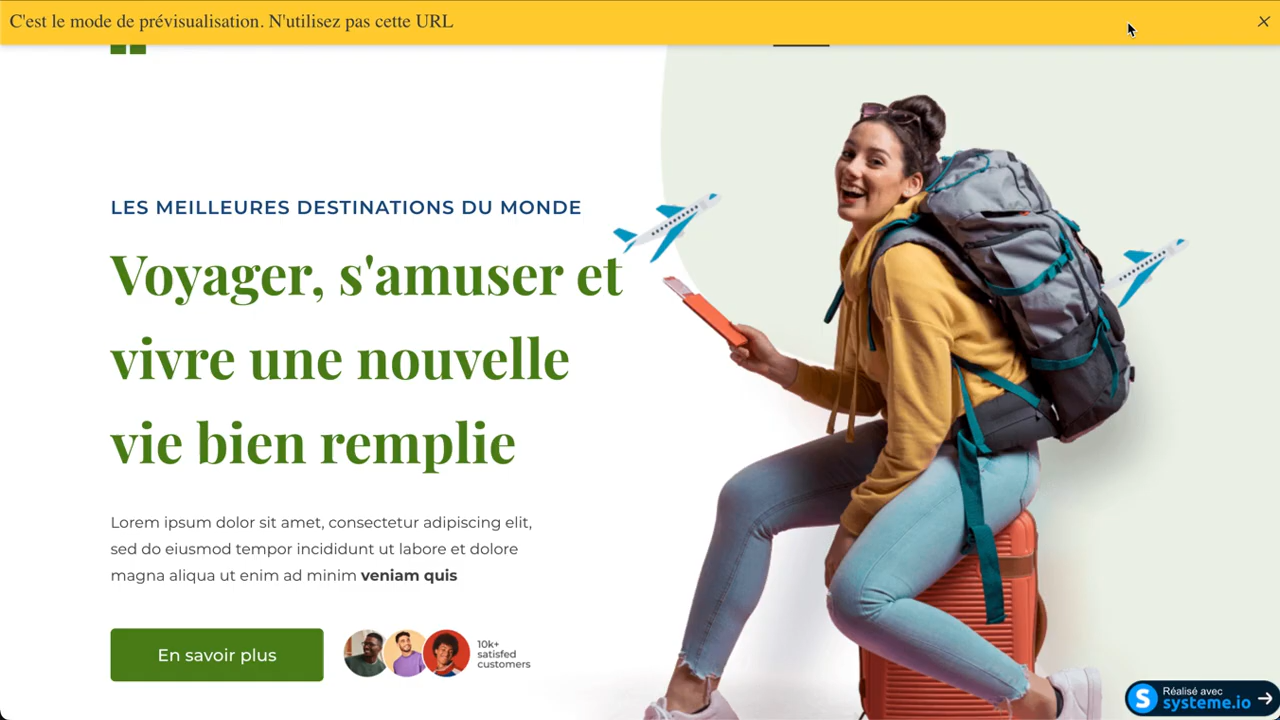 C'est le mode de prévisualisation. N'utilisez pas cette URL
LES MEILLEURES DESTINATIONS DU MONDE
Voyager, s'amuser et
vivre une nouvelle
vie bien remplie
Lorem ipsum dolor sit amet, consectetur adipiscing elit,
sed do eiusmod tempor incididunt ut labore et dolore
magna aliqua ut enim ad minim veniam quis
En savoir plus
10k+
satisfed
customers
Réalisé avec
systeme.io